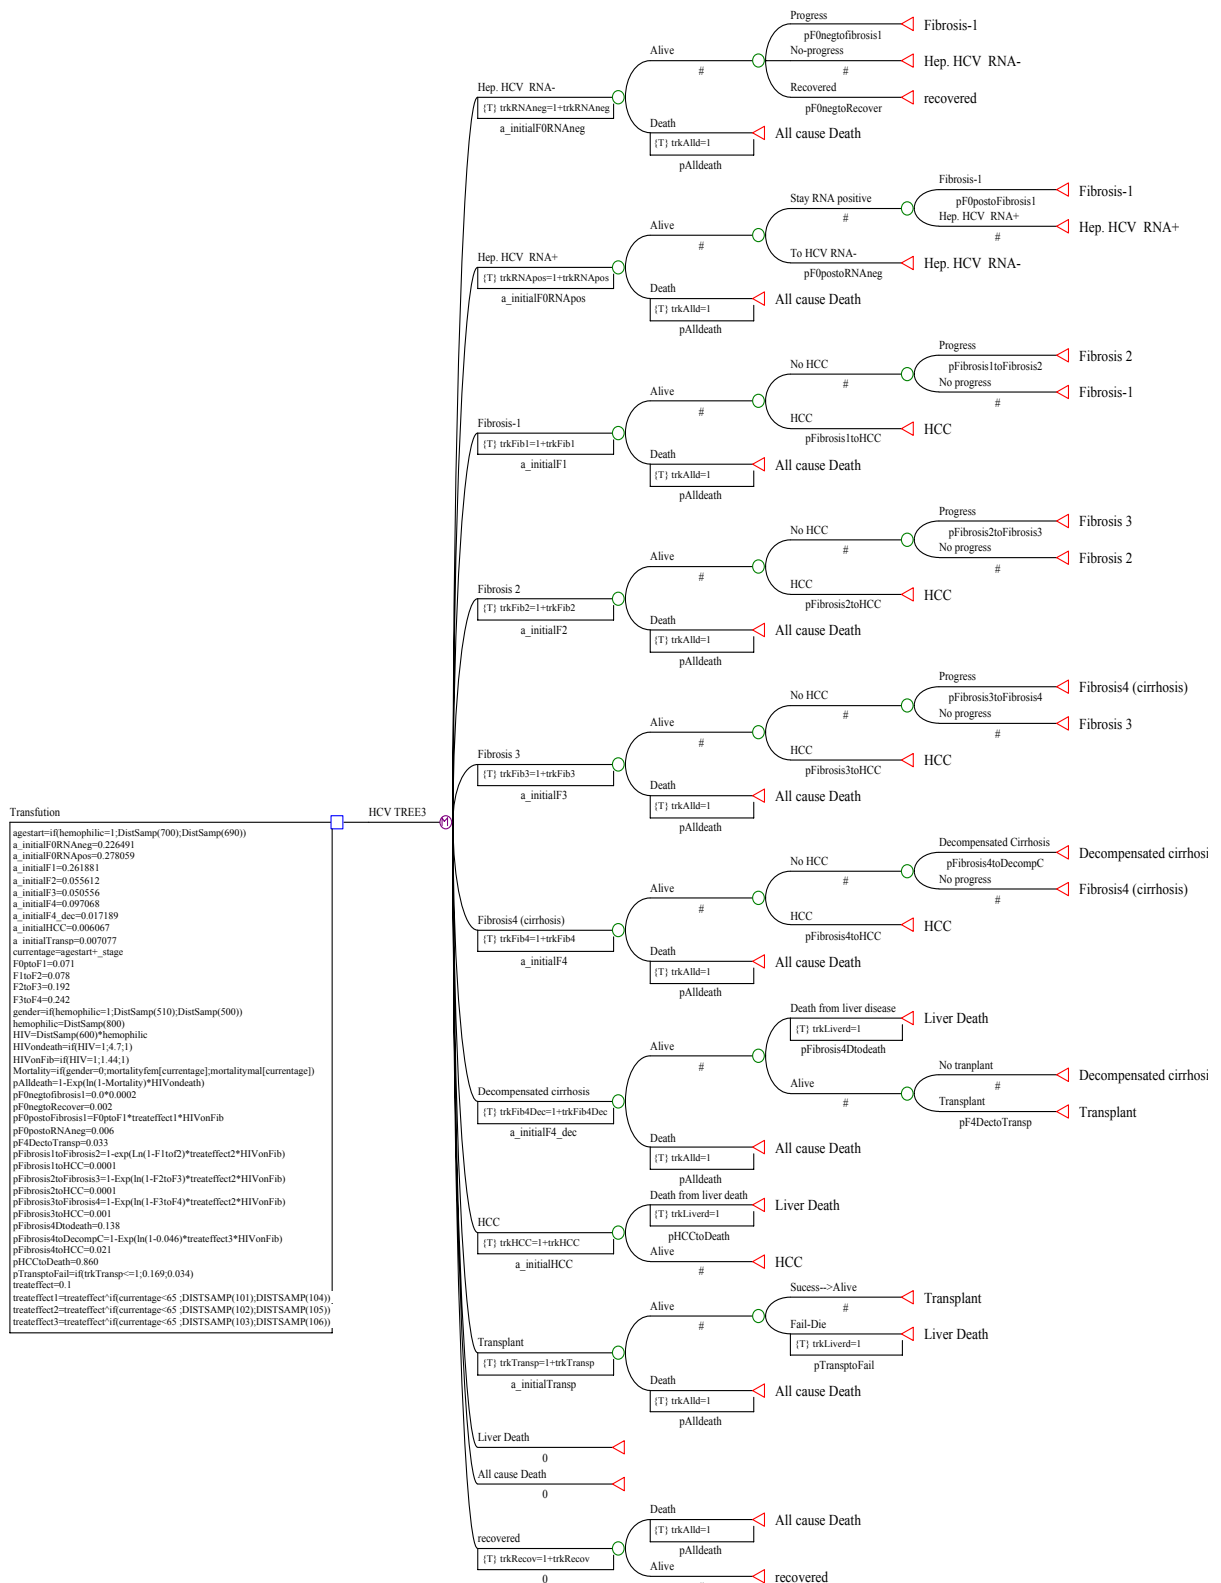 Transfution
agestart=if(hemophilic=1;DistSamp(700);DistSamp(690))
a_initialF0RNAneg=0.226491
a_initialF0RNApos=0.278059
a_initialF1=0.261881
a_initialF2=0.055612
a_initialF3=0.050556
a_initialF4=0.097068
a_initialF4_dec=0.017189
a_initialHCC=0.006067
a_initialTransp=0.007077
currentage=agestart+_stage
F0ptoF1=0.071
F1toF2=0.078
F2toF3=0.192
F3toF4=0.242
gender=if(hemophilic=1;DistSamp(510);DistSamp(500))
hemophilic=DistSamp(800)
HIV=DistSamp(600)*hemophilic
HIVondeath=if(HIV=1;4.7;1)
HIVonFib=if(HIV=1;1.44;1)
Mortality=if(gender=0;mortalityfem[currentage];mortalitymal[currentage])
pAlldeath=1-Exp(ln(1-Mortality)*HIVondeath)
pF0negtofibrosis1=0.0*0.0002
pF0negtoRecover=0.002
pF0postoFibrosis1=F0ptoF1*treateffect1*HIVonFib
pF0postoRNAneg=0.006
pF4DectoTransp=0.033
pFibrosis1toFibrosis2=1-exp(Ln(1-F1tof2)*treateffect2*HIVonFib)
pFibrosis1toHCC=0.0001
pFibrosis2toFibrosis3=1-Exp(ln(1-F2toF3)*treateffect2*HIVonFib)
pFibrosis2toHCC=0.0001
pFibrosis3toFibrosis4=1-Exp(ln(1-F3toF4)*treateffect2*HIVonFib)
pFibrosis3toHCC=0.001
pFibrosis4Dtodeath=0.138
pFibrosis4toDecompC=1-Exp(ln(1-0.046)*treateffect3*HIVonFib)
pFibrosis4toHCC=0.021
pHCCtoDeath=0.860
pTransptoFail=if(trkTransp<=1;0.169;0.034)
treateffect=0.1
treateffect1=treateffect^if(currentage<65 ;DISTSAMP(101);DISTSAMP(104))
treateffect2=treateffect^if(currentage<65 ;DISTSAMP(102);DISTSAMP(105))
treateffect3=treateffect^if(currentage<65 ;DISTSAMP(103);DISTSAMP(106))
HCV TREE3
M
Hep. HCV RNA-
{T} trkRNAneg=1+trkRNAneg
a_initialF0RNAneg
Alive
#
Progress
pF0negtofibrosis1
Fibrosis-1
No-progress
#
Hep. HCV RNA-
Recovered
pF0negtoRecover
recovered
Death
{T} trkAlld=1
pAlldeath
All cause Death
Hep. HCV RNA+
{T} trkRNApos=1+trkRNApos
a_initialF0RNApos
Alive
#
Stay RNA positive
#
Fibrosis-1
pF0postoFibrosis1
Fibrosis-1
Hep. HCV RNA+
#
Hep. HCV RNA+
To HCV RNA-
pF0postoRNAneg
Hep. HCV RNA-
Death
{T} trkAlld=1
pAlldeath
All cause Death
Fibrosis-1
{T} trkFib1=1+trkFib1
a_initialF1
Alive
#
No HCC
#
Progress
pFibrosis1toFibrosis2
Fibrosis 2
No progress
#
Fibrosis-1
HCC
pFibrosis1toHCC
HCC
Death
{T} trkAlld=1
pAlldeath
All cause Death
Fibrosis 2
{T} trkFib2=1+trkFib2
a_initialF2
Alive
#
No HCC
#
Progress
pFibrosis2toFibrosis3
Fibrosis 3
No progress
#
Fibrosis 2
HCC
pFibrosis2toHCC
HCC
Death
{T} trkAlld=1
pAlldeath
All cause Death
Fibrosis 3
{T} trkFib3=1+trkFib3
a_initialF3
Alive
#
No HCC
#
Progress
pFibrosis3toFibrosis4
Fibrosis4 (cirrhosis)
No progress
#
Fibrosis 3
HCC
pFibrosis3toHCC
HCC
Death
{T} trkAlld=1
pAlldeath
All cause Death
Fibrosis4 (cirrhosis)
{T} trkFib4=1+trkFib4
a_initialF4
Alive
#
No HCC
#
Decompensated Cirrhosis
pFibrosis4toDecompC
Decompensated cirrhosi
No progress
#
Fibrosis4 (cirrhosis)
HCC
pFibrosis4toHCC
HCC
Death
{T} trkAlld=1
pAlldeath
All cause Death
Decompensated cirrhosis
{T} trkFib4Dec=1+trkFib4Dec
a_initialF4_dec
Alive
#
Death from liver disease
{T} trkLiverd=1
pFibrosis4Dtodeath
Liver Death
Alive
#
No tranplant
#
Decompensated cirrhosi
Transplant
pF4DectoTransp
Transplant
Death
{T} trkAlld=1
pAlldeath
All cause Death
HCC
{T} trkHCC=1+trkHCC
a_initialHCC
Death from liver death
{T} trkLiverd=1
pHCCtoDeath
Liver Death
Alive
#
HCC
Transplant
{T} trkTransp=1+trkTransp
a_initialTransp
Alive
#
Sucess-->Alive
#
Transplant
Fail-Die
{T} trkLiverd=1
pTransptoFail
Liver Death
Death
{T} trkAlld=1
pAlldeath
All cause Death
Liver Death
0
All cause Death
0
recovered
{T} trkRecov=1+trkRecov
0
Death
{T} trkAlld=1
pAlldeath
All cause Death
Alive
recovered